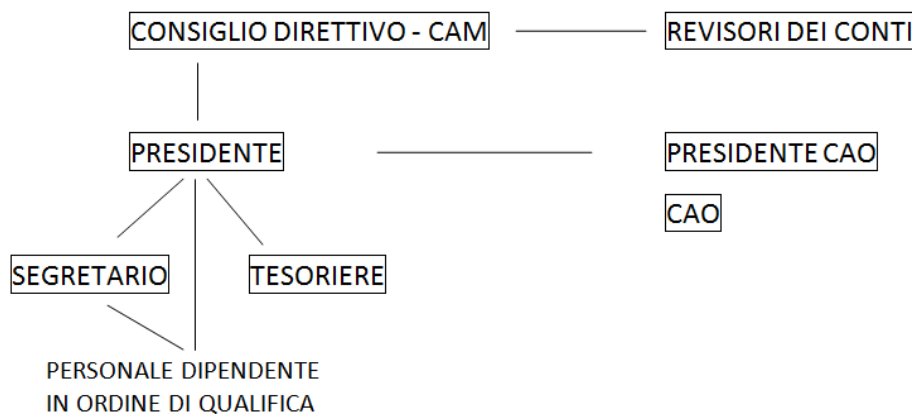 CONSIGLIO DIRETTIVO - CAM
REVISORI DEI CONTI
PRESIDENTE
PRESIDENTE CAO
CAO
SEGRETARIO
TESORIERE
PERSONALE DIPENDENTE
IN ORDINE DI QUALIFICA